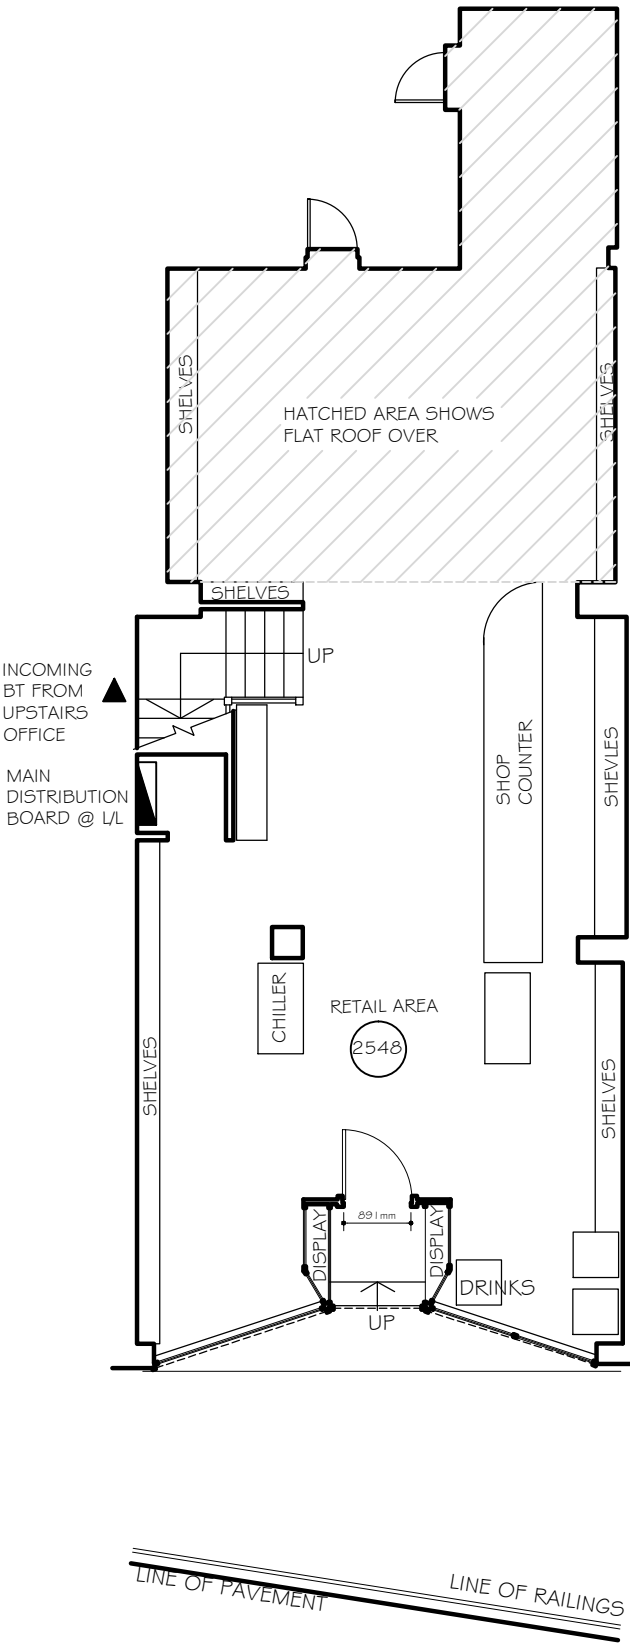 SHELVES
SHELVES
HATCHED AREA SHOWS
FLAT ROOF OVER
SHELVES
UP
INCOMING
BT FROM
UPSTAIRS
OFFICE
MAIN
DISTRIBUTION
BOARD @ L/L
SHOP
COUNTER
SHEVLES
CHILLER
RETAIL AREA
2548
SHELVES
SHELVES
891mm
DISPLAY
DISPLAY
DRINKS
UP
LINE OF PAVEMENT
LINE OF RAILINGS